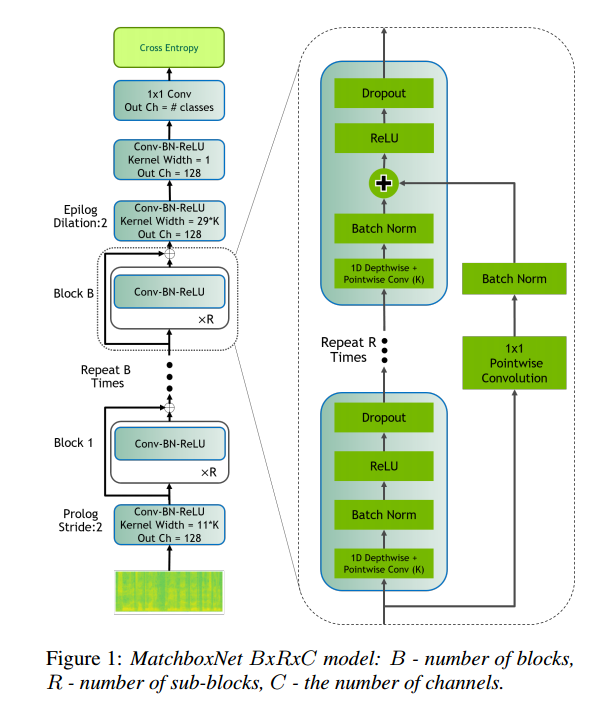 Cross Entropy
1x1 Conv
Out Ch = # classes
Conv-BN-ReLU
Kernel Width = 1
Out Ch = 128
Epilog
Dilation:2
Conv-BN-ReLU
Kernel Width = 29*K
Out Ch = 128
Block B
Conv-BN-ReLU
×R
Repeat B
Times
Block 1
Conv-BN-ReLU
×R
Prolog
Stride:2
Conv-BN-ReLU
Kernel Width = 11*K
Out Ch = 128
Dropout
ReLU
+
Batch Norm
1D Depthwise +
Pointwise Conv (K)
Repeat R
Times
Dropout
ReLU
Batch Norm
1D Depthwise +
Pointwise Conv (K)
Batch Norm
1x1
Pointwise
Convolution
Figure 1: MatchboxNet BxRxC model: B - number of blocks,
R - number of sub-blocks, C - the number of channels.